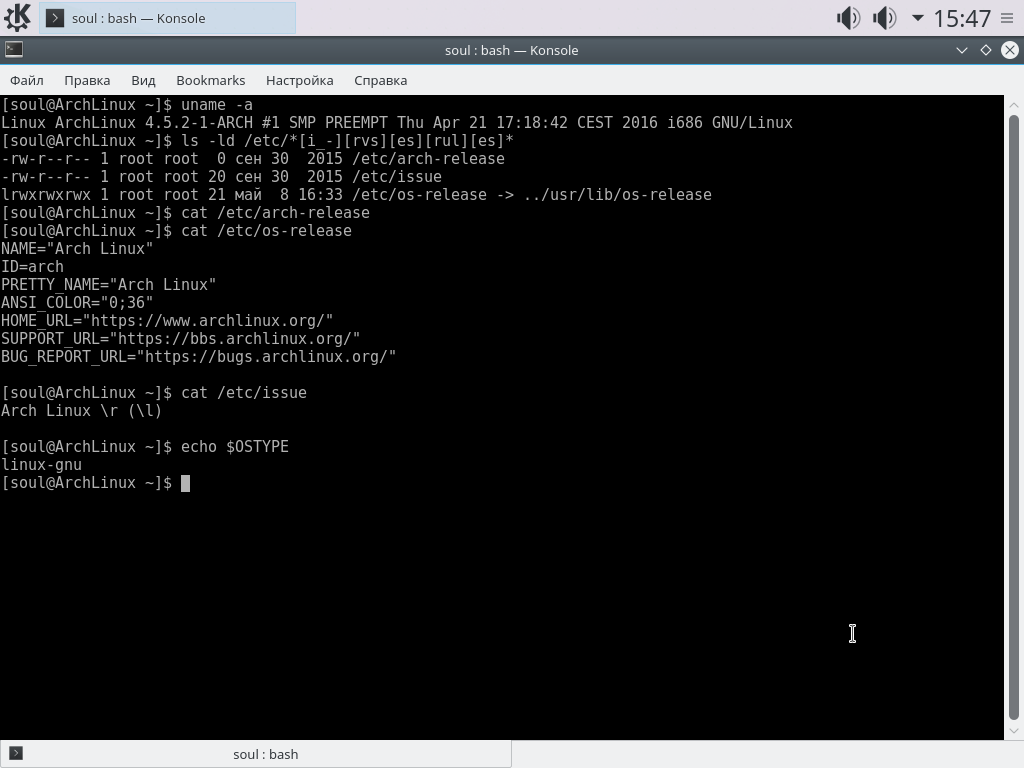 soul : bash — Konsole
15:47
soul : bash — Konsole
Файл Правка Вид Bookmarks Настройка Справка
[soul@ArchLinux ~]$ uname -a
Linux ArchLinux 4.5.2-1-ARCH #1 SMP PREEMPT Thu Apr 21 17:18:42 CEST 2016 i686 GNU/Linux
[soul@ArchLinux ~]$ ls -ld /etc/*[i_-][rvs][es][rul][es]*
-rw-r--r-- 1 root root  0 сен 30  2015 /etc/arch-release
-rw-r--r-- 1 root root 20 сен 30  2015 /etc/issue
lrwxrwxrwx 1 root root 21 май  8 16:33 /etc/os-release -> ../usr/lib/os-release
[soul@ArchLinux ~]$ cat /etc/arch-release
[soul@ArchLinux ~]$ cat /etc/os-release
NAME="Arch Linux"
ID=arch
PRETTY_NAME="Arch Linux"
ANSI_COLOR="0;36"
HOME_URL="https://www.archlinux.org/"
SUPPORT_URL="https://bbs.archlinux.org/"
BUG_REPORT_URL="https://bugs.archlinux.org/"
[soul@ArchLinux ~]$ cat /etc/issue
Arch Linux \r (\l)
[soul@ArchLinux ~]$ echo $OSTYPE
linux-gnu
[soul@ArchLinux ~]$
soul : bash